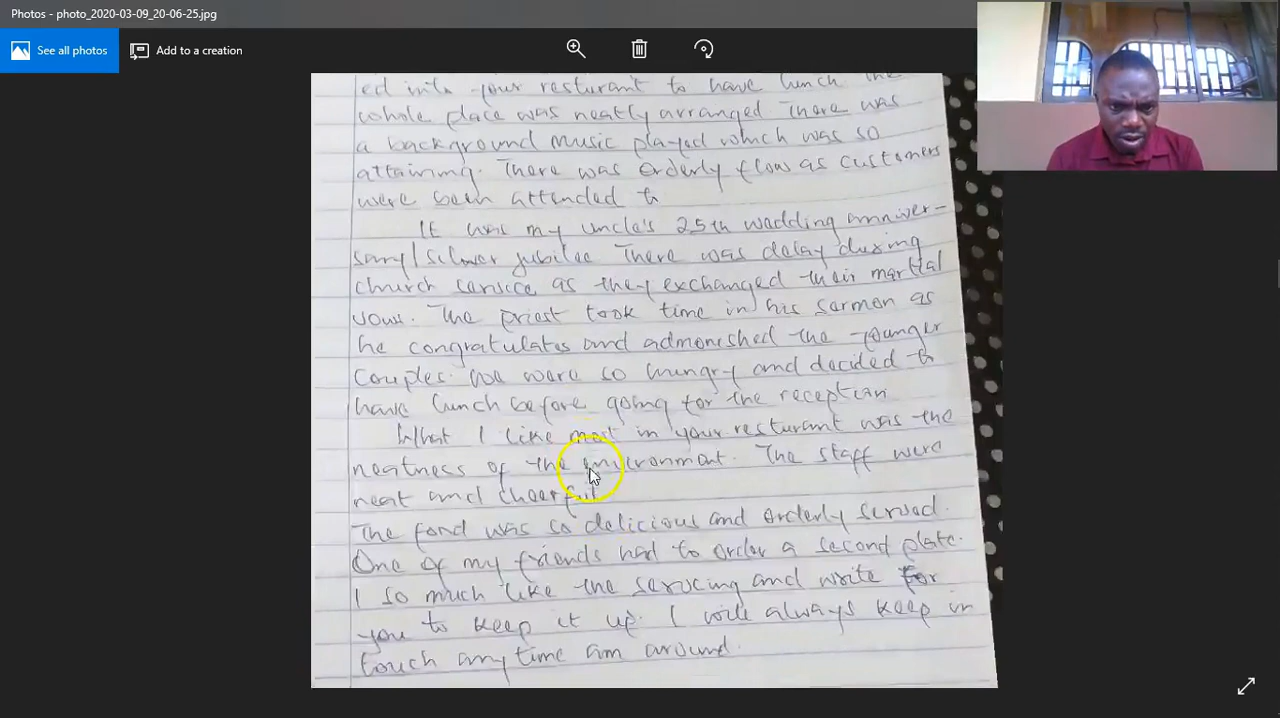 Photos - photo_2020-03-09_20-06-25.jpg
See all photos
Add to a creation
ed into your resturant to have lunch the
whole place was neatly arranged There was
a background music played which was so
attaining. There was orderly flow as customers
were been attended to
It was my uncle's 25th wedding anniver-
sary/silver jubilee There was delay during
church service as they exchanged their martial
vows. The priest took time in his sermon as
he congratulates and admonished the younger
couples. We were so hungry and decided to
have lunch before going for the reception
What I like most in your resturant was the
neatness of the environment. The staff were
neat and cheerful
The food was so delicious and orderly served.
One of my friends had to order a second plate.
I so much like the servicing and write for
you to keep it up. I will always keep in
touch anytime am around.